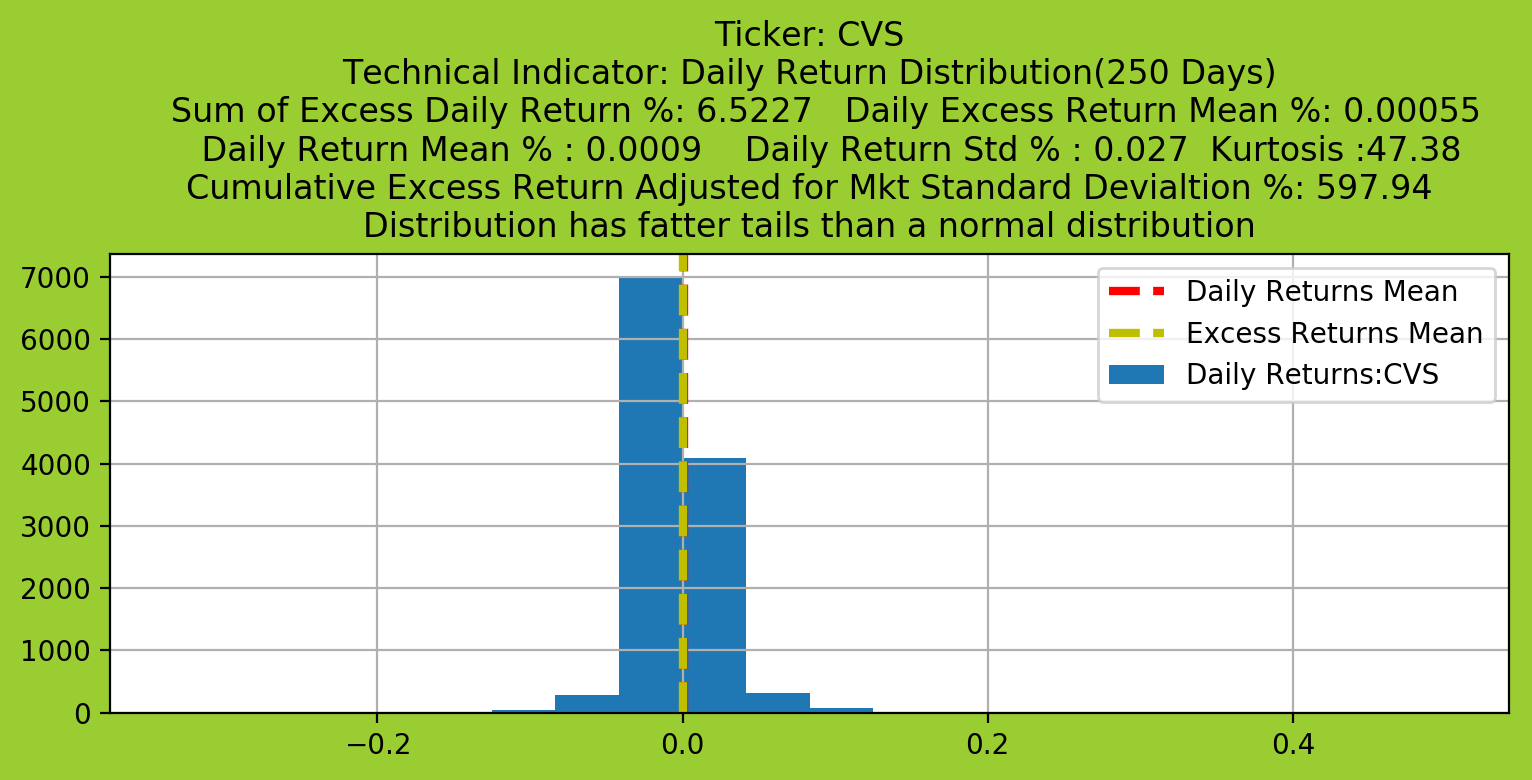 Ticker: CVS
Technical Indicator: Daily Return Distribution(250 Days)
Sum of Excess Daily Return %: 6.5227   Daily Excess Return Mean %: 0.00055
Daily Return Mean % : 0.0009    Daily Return Std % : 0.027  Kurtosis :47.38
Cumulative Excess Return Adjusted for Mkt Standard Devialtion %: 597.94
Distribution has fatter tails than a normal distribution
7000
6000
5000
4000
3000
2000
1000
0
Daily Returns Mean
Excess Returns Mean
Daily Returns:CVS
−0.2 0.0 0.2 0.4